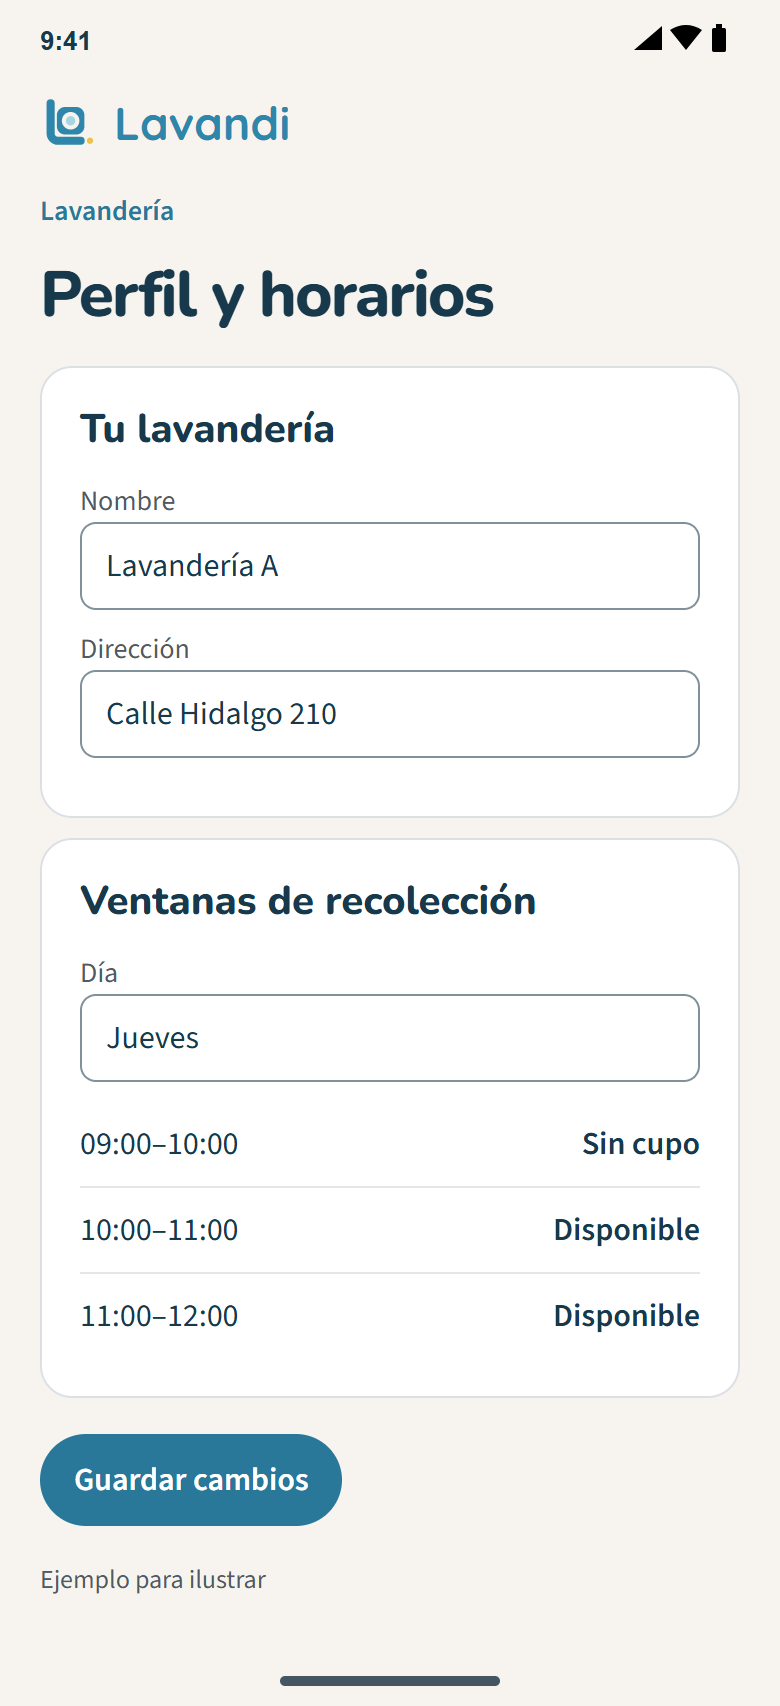 9:41
Lavandi
Lavandería
Perfil y horarios
Tu lavandería
Nombre
Lavandería A
Dirección
Calle Hidalgo 210
Ventanas de recolección
Día
Jueves
09:00–10:00 Sin cupo
10:00–11:00 Disponible
11:00–12:00 Disponible
Guardar cambios
Ejemplo para ilustrar